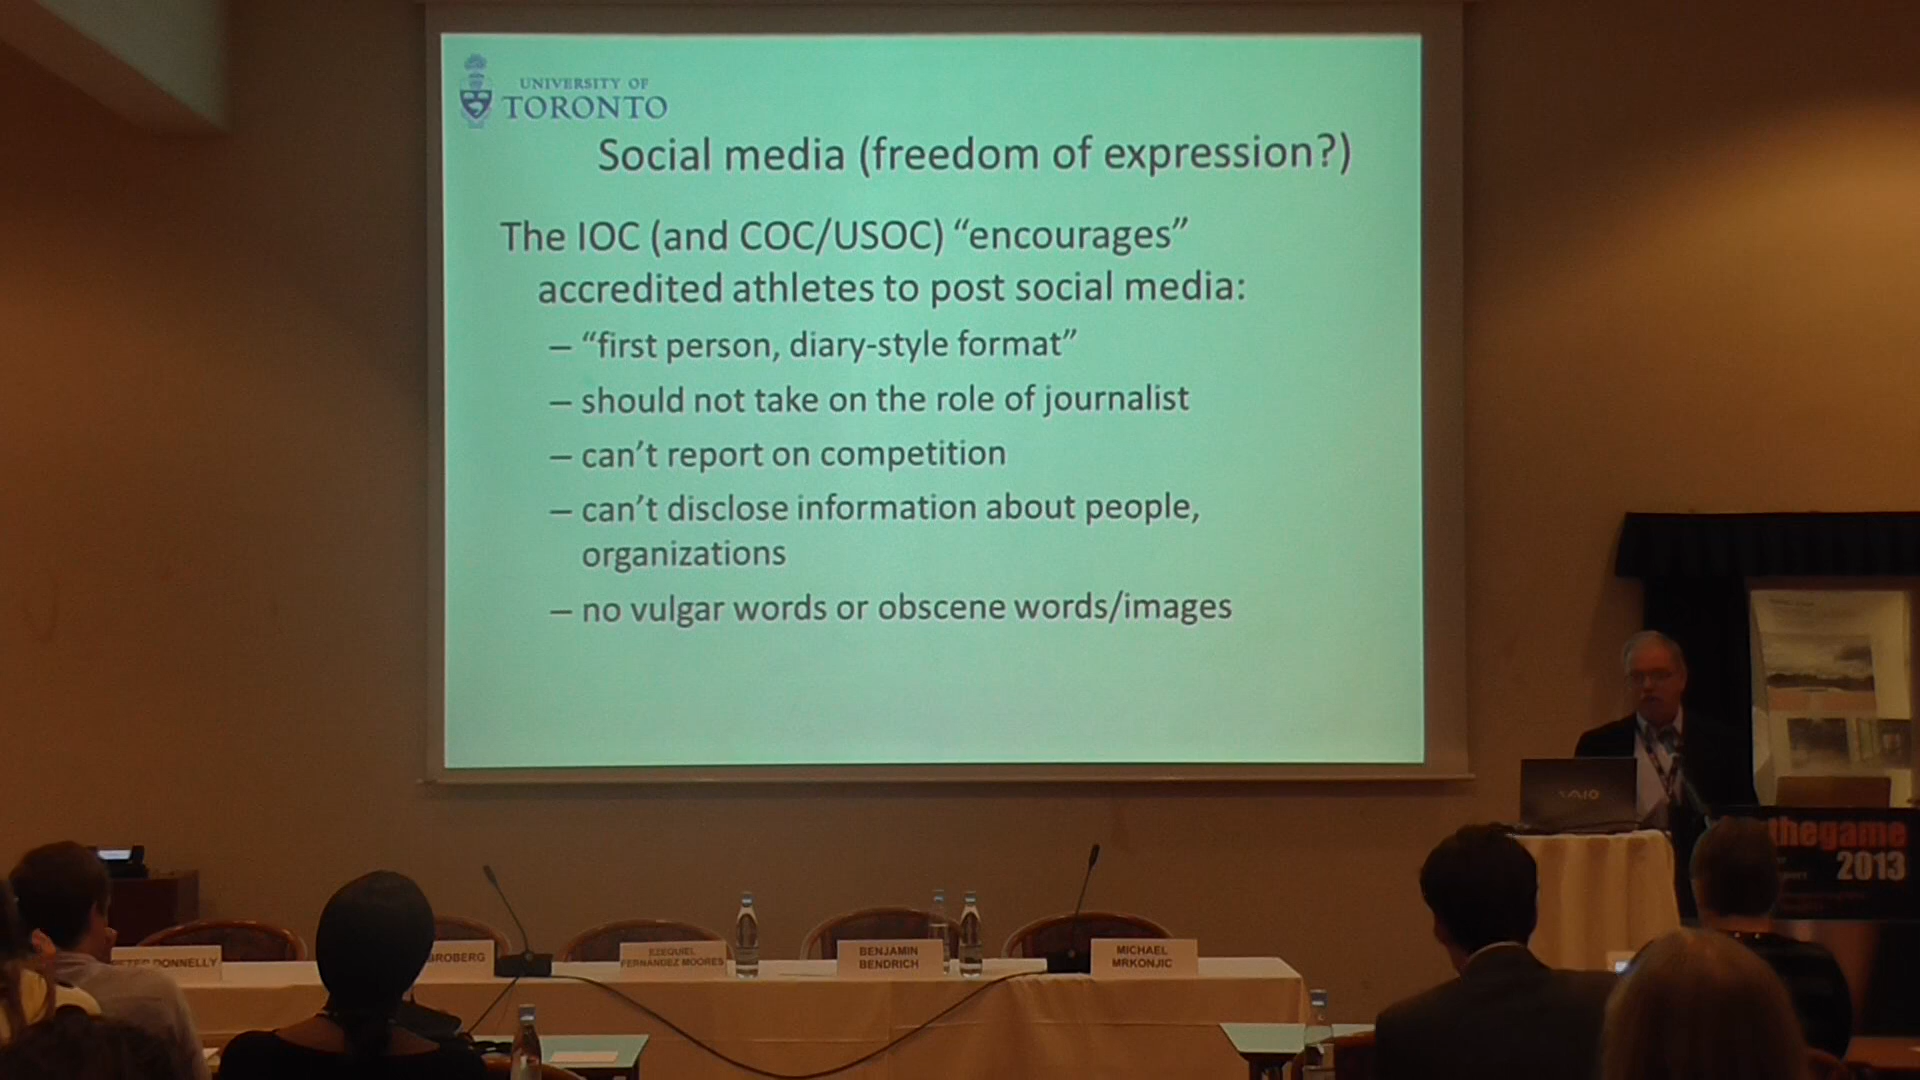 UNIVERSITY OF
TORONTO
Social media (freedom of expression?)
The IOC (and COC/USOC) “encourages”
accredited athletes to post social media:
– “first person, diary-style format”
– should not take on the role of journalist
– can’t report on competition
– can’t disclose information about people,
organizations
– no vulgar words or obscene words/images
VAIO
thegame
2013
PETER DONNELLY
BROBERG
EZEQUIEL
FERNANDEZ MOORES
BENJAMIN
BENDRICH
MICHAEL
MRKONJIC